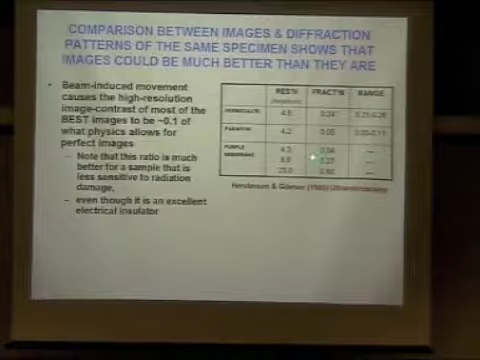 COMPARISON BETWEEN IMAGES & DIFFRACTION
PATTERNS OF THE SAME SPECIMEN SHOWS THAT
IMAGES COULD BE MUCH BETTER THAN THEY ARE
• Beam-induced movement
causes the high-resolution
image-contrast of most of the
BEST images to be ~0.1 of
what physics allows for
perfect images
– Note that this ratio is much
better for a sample that is
less sensitive to radiation
damage,
– even though it is an excellent
electrical insulator
RES'N FRACT'N RANGE
VERMICULITE 0.24
PARAFFIN 4.2
PURPLE
MEMBRANE
Henderson & Glaeser (1985) Ultramicroscopy